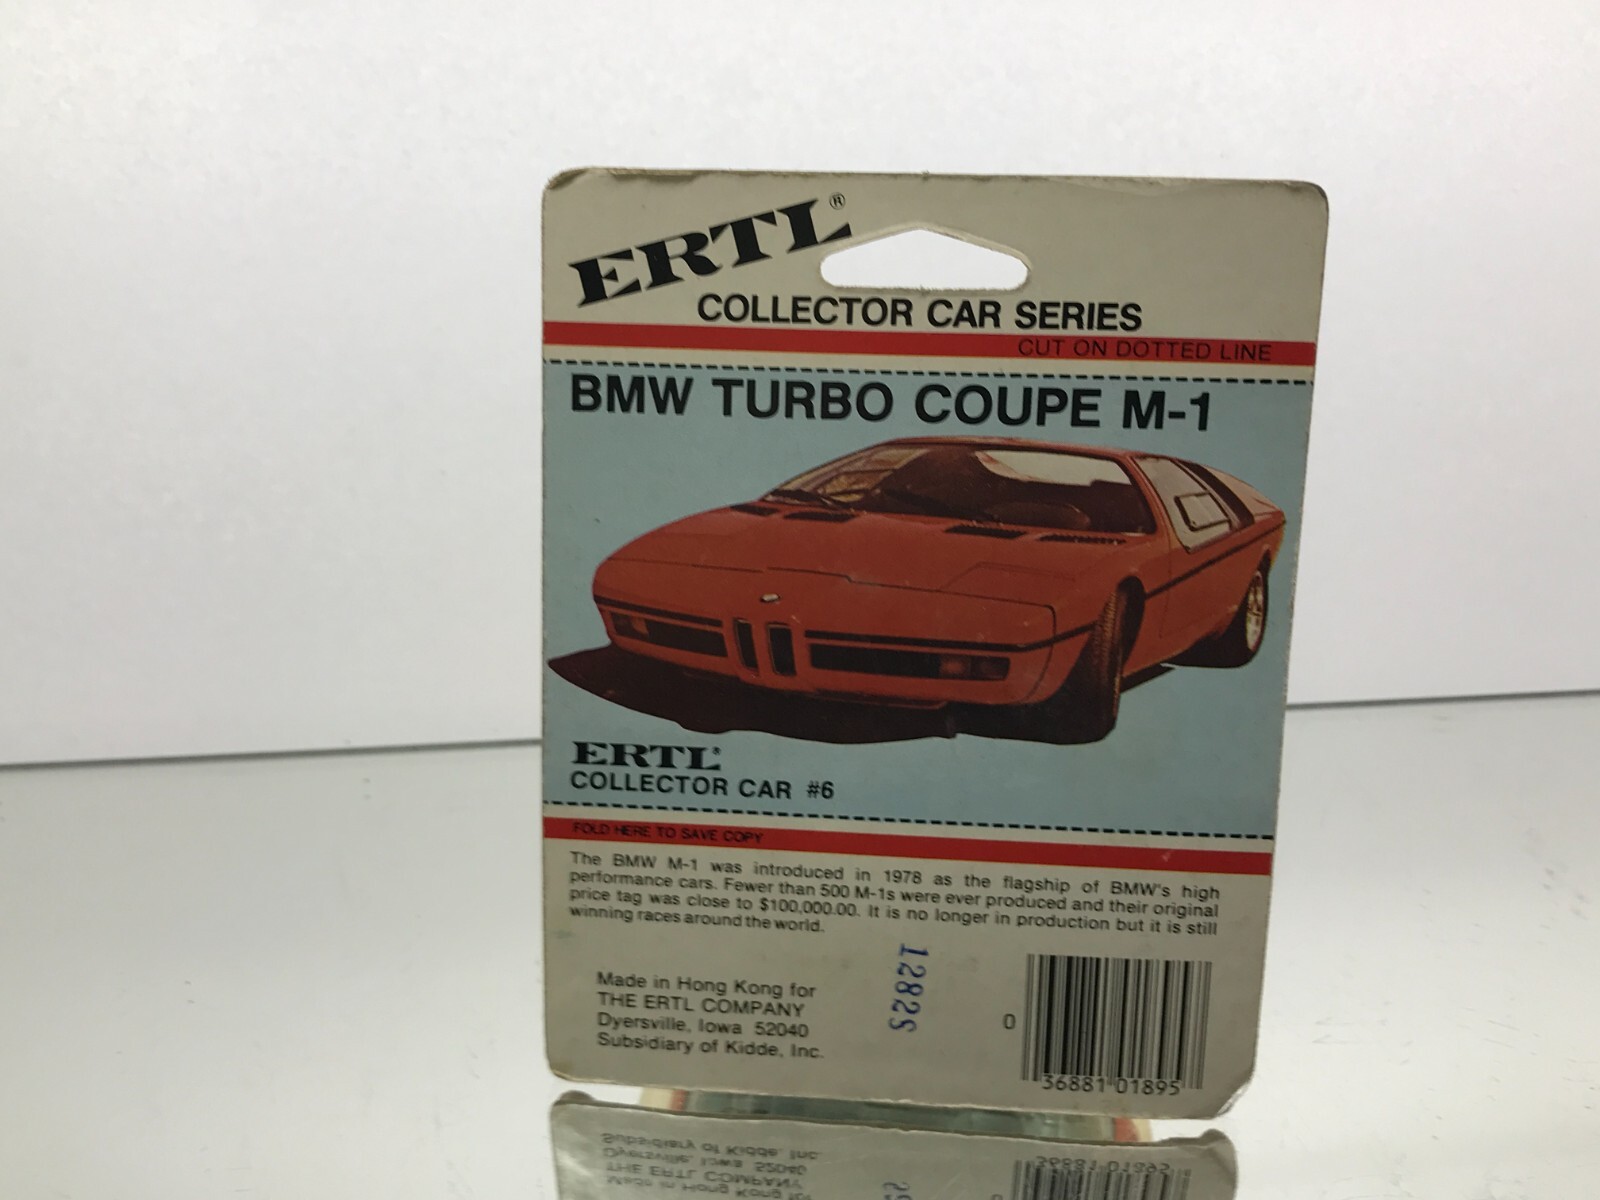 ERTL®
COLLECTOR CAR SERIES
CUT ON DOTTED LINE
BMW TURBO COUPE M-1
ERTL®
COLLECTOR CAR #6
FOLD HERE TO SAVE COPY
The BMW M-1 was introduced in 1978 as the flagship of BMW's high
performance cars. Fewer than 500 M-1s were ever produced and their original
price tag was close to $100,000.00. It is no longer in production but it is still
winning races around the world.
Made in Hong Kong for
THE ERTL COMPANY
Dyersville, Iowa 52040
Subsidiary of Kidde, Inc.
1282S
0 36881 01895